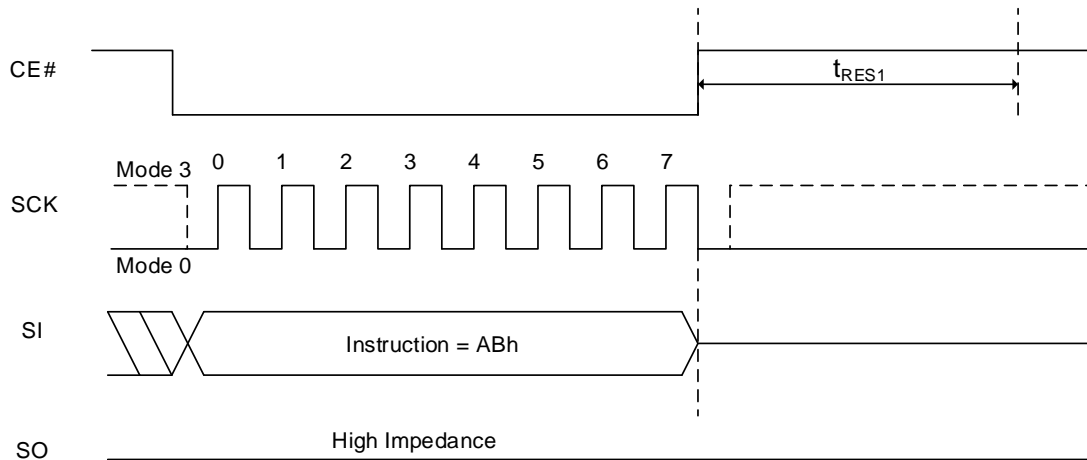 CE#
tRES1
Mode 3
0 1 2 3 4 5 6 7
SCK
Mode 0
SI
Instruction = ABh
SO
High Impedance